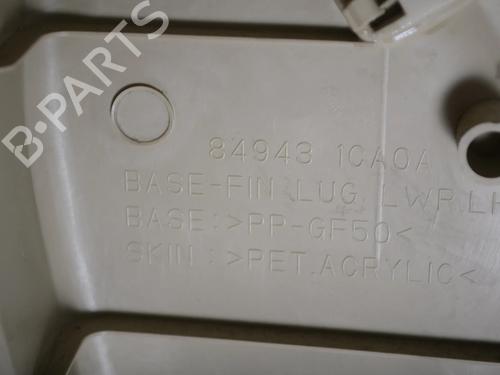 B-PARTS
84943 1CA0A
BASE-FIN LUG LWR LH
BASE:>PP-GF50<
SKIN:>PET.ACRYLIC<